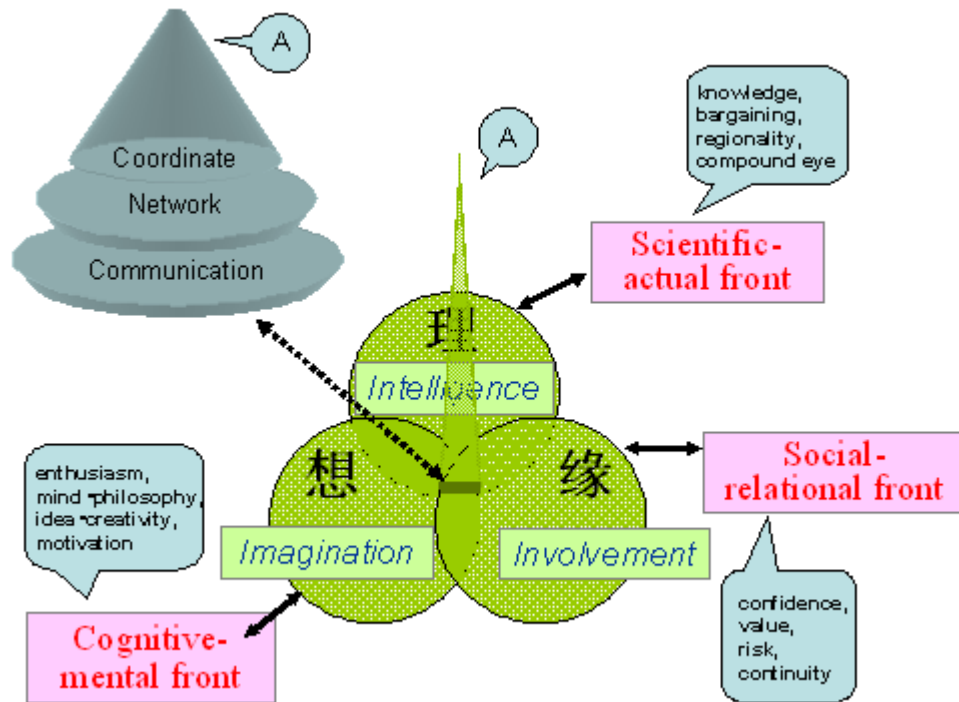 A
Coordinate
Network
Communication
A
knowledge,
bargaining,
regionality,
compound eye
Scientific-
actual front
理
Intelligence
想
缘
Imagination
Involvement
Social-
relational front
enthusiasm,
mind•philosophy,
idea•creativity,
motivation
Cognitive-
mental front
confidence,
value,
risk,
continuity